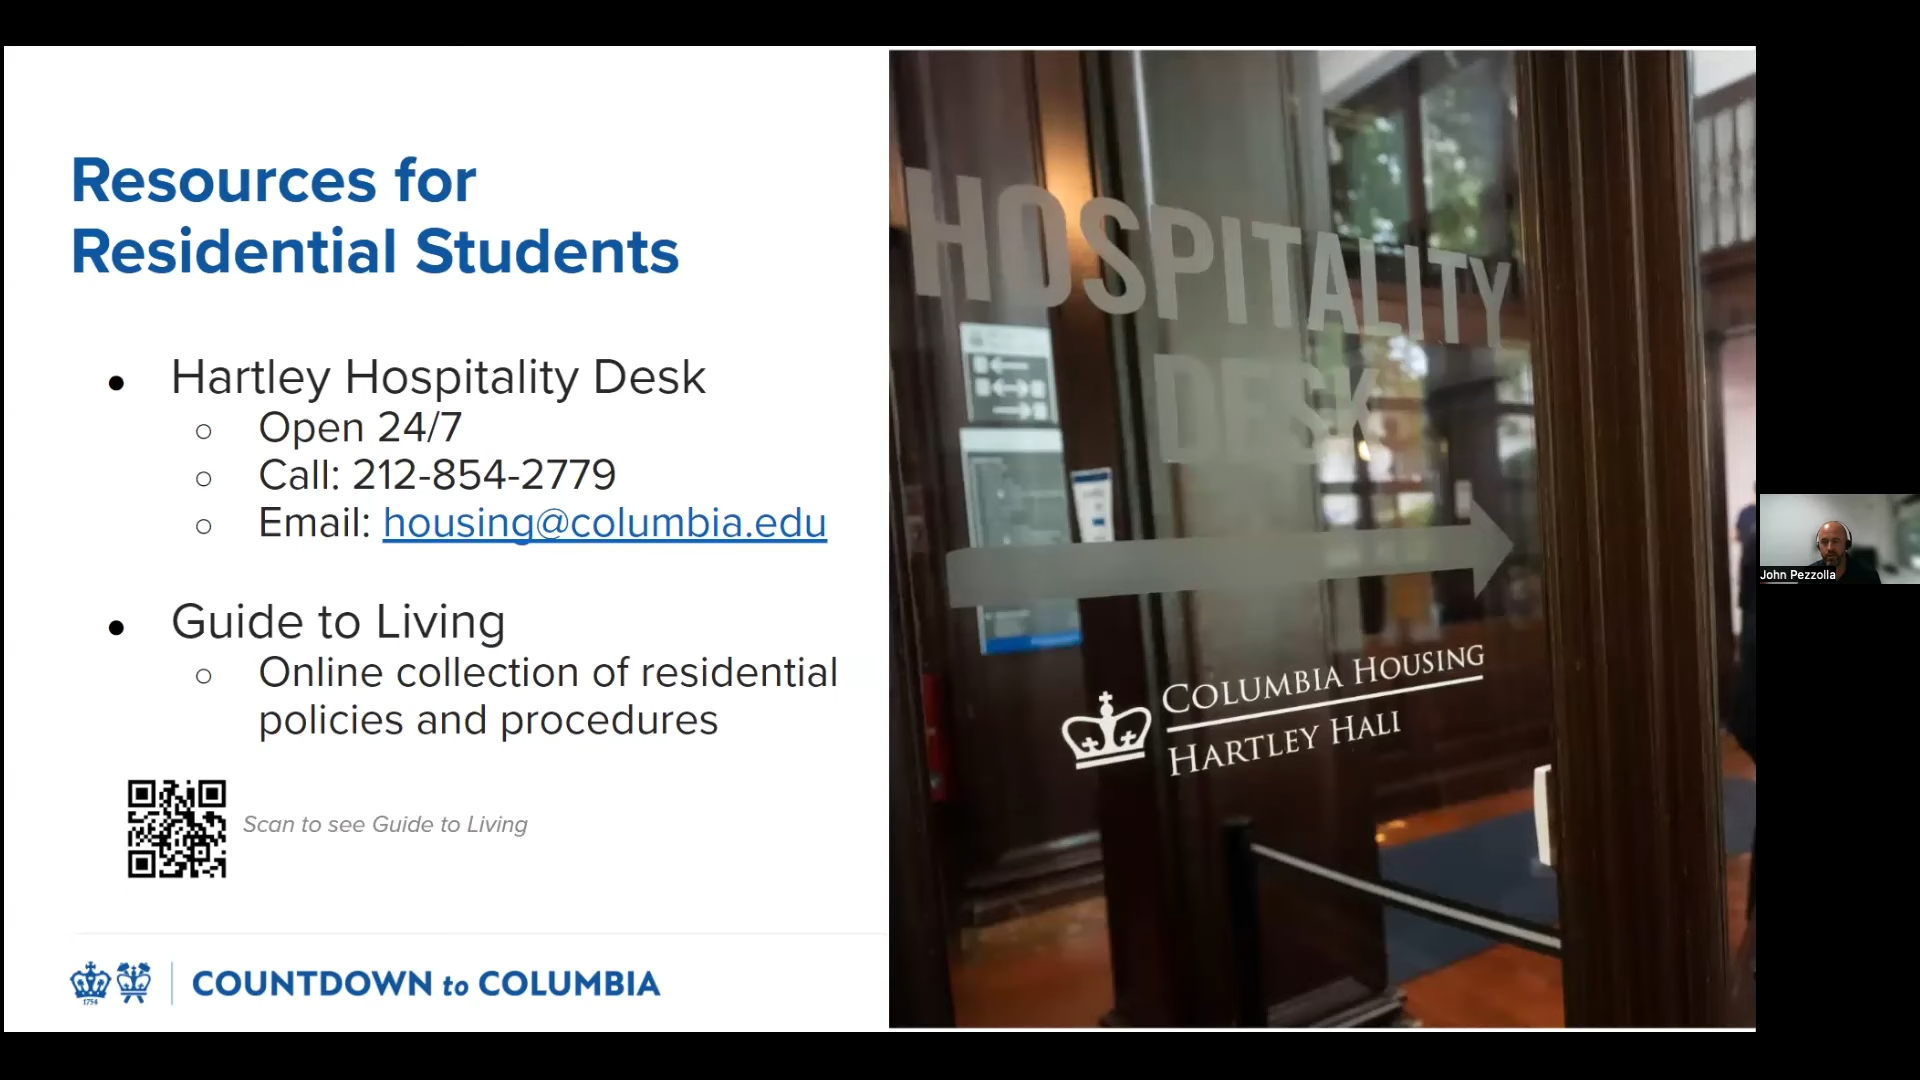 Resources for
Residential Students
Hartley Hospitality Desk
Open 24/7
Call: 212-854-2779
Email: housing@columbia.edu
Guide to Living
Online collection of residential
policies and procedures
Scan to see Guide to Living
1754
COUNTDOWN to COLUMBIA
HOSPITALITY
DESK
COLUMBIA HOUSING
HARTLEY HALL
John Pezzolla